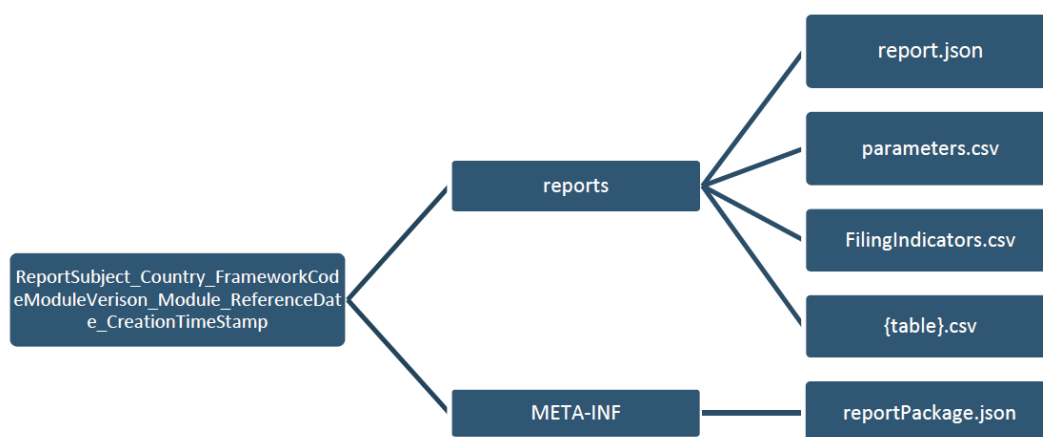 report.json
parameters.csv
reports
FilingIndicators.csv
ReportSubject_Country_FrameworkCod
eModuleVerison_Module_ReferenceDat
e_CreationTimeStamp
{table}.csv
META-INF
reportPackage.json